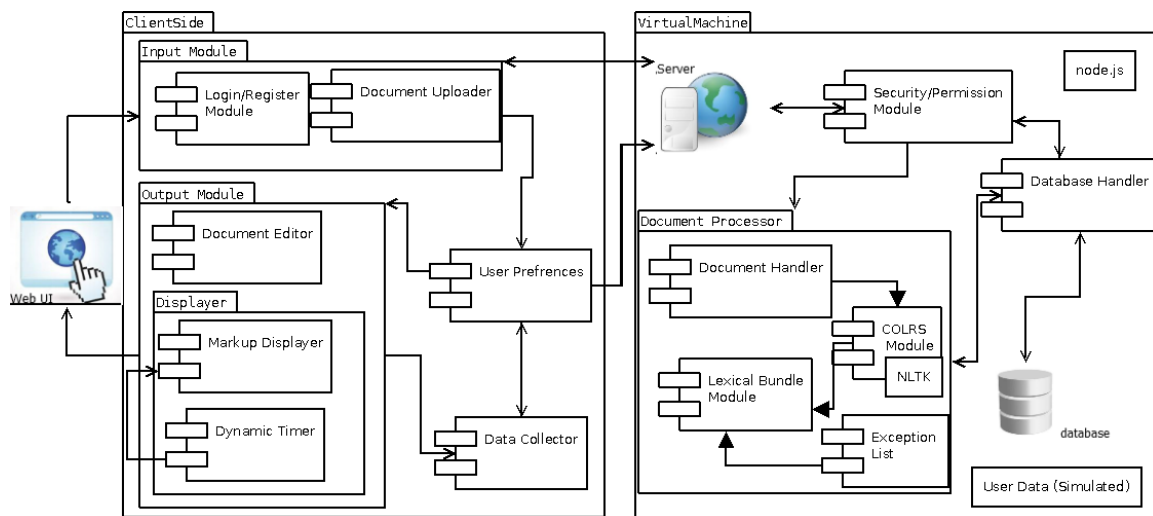 ClientSide
Input Module
Login/Register
Module
Document Uploader
Output Module
Document Editor
Web UI
Displayer
Markup Displayer
Dynamic Timer
User Prefrences
Data Collector
VirtualMachine
Server
Security/Permission
Module
node.js
Database Handler
Document Processor
Document Handler
COLRS
Module
NLTK
Lexical Bundle
Module
Exception
List
database
User Data (Simulated)